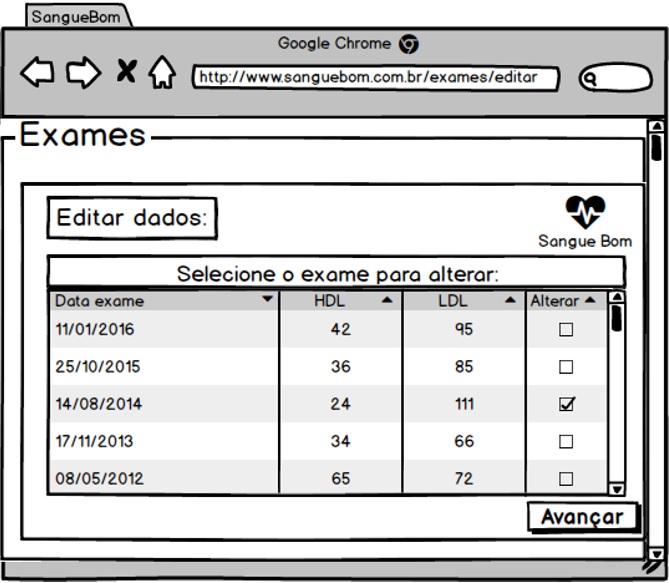 SangueBom
Google Chrome
http://www.sanguebom.com.br/exames/editar
Exames
Editar dados:
Sangue Bom
Selecione o exame para alterar:
Data exame HDL LDL Alterar
11/01/2016 42 95
25/10/2015 36 85
14/08/2014 24 111
17/11/2013 34 66
08/05/2012 65 72
Avançar